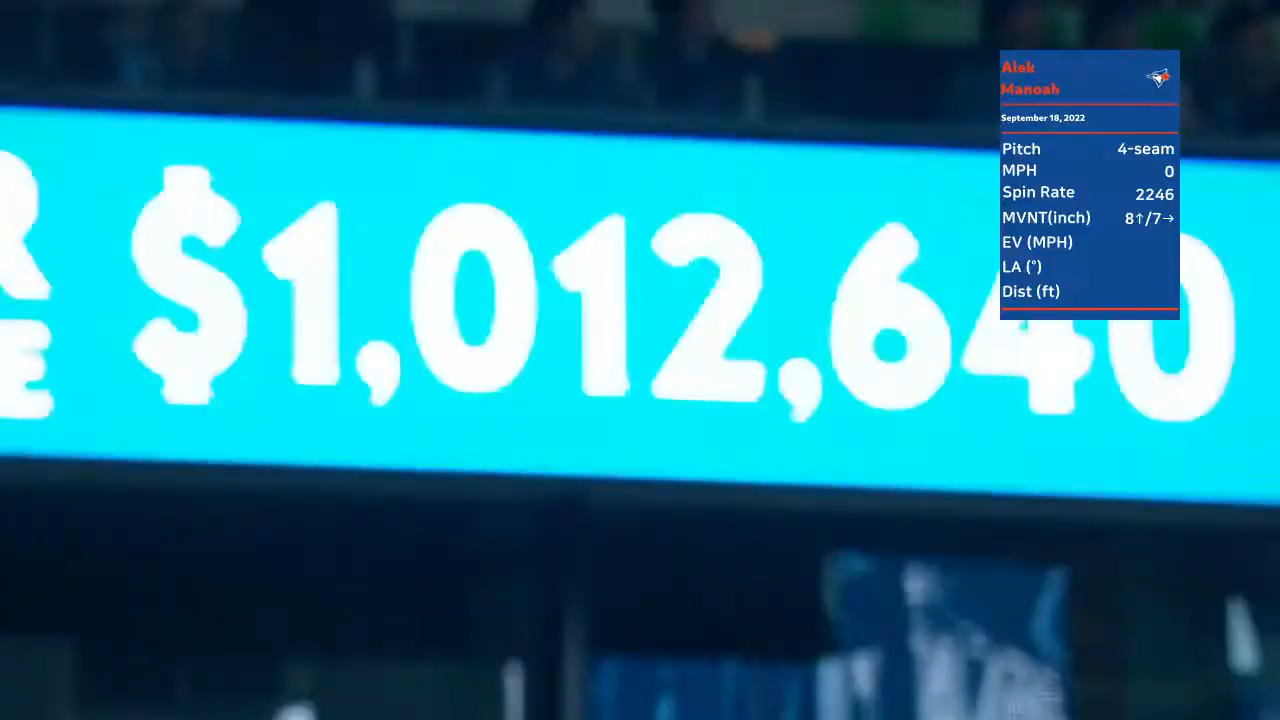 R $1,012,640
E
Alek
Manoah
September 18, 2022
Pitch 4-seam
MPH 0
Spin Rate 2246
MVNT(inch) 8↑/7→
EV (MPH)
LA (°)
Dist (ft)